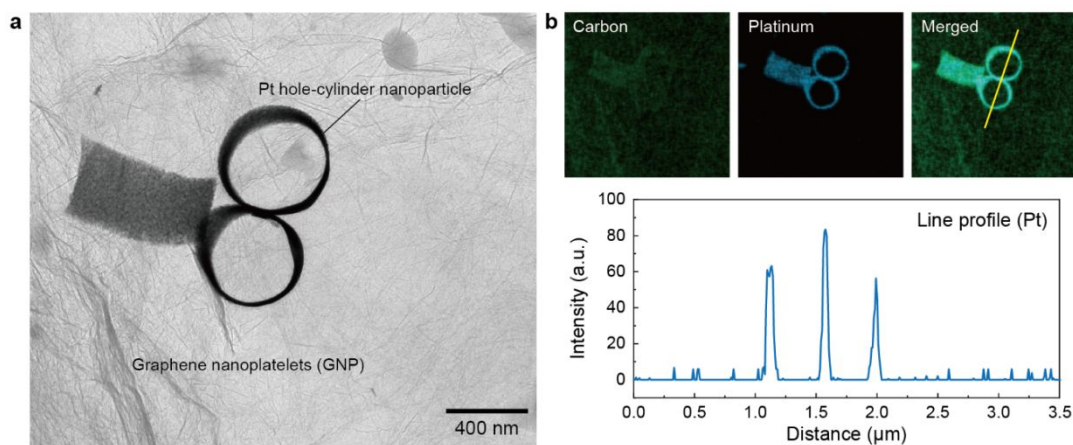 a
Pt hole-cylinder nanoparticle
Graphene nanoplatelets (GNP)
400 nm
b
Carbon
Platinum
Merged
Line profile (Pt)
Intensity (a.u.)
100
80
60
40
20
0
0.0 0.5 1.0 1.5 2.0 2.5 3.0 3.5
Distance (µm)